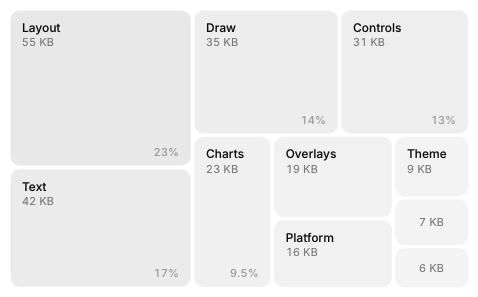 Layout
55 KB
23%
Draw
35 KB
14%
Controls
31 KB
13%
Text
42 KB
17%
Charts
23 KB
9.5%
Overlays
19 KB
Platform
16 KB
Theme
9 KB
7 KB
6 KB